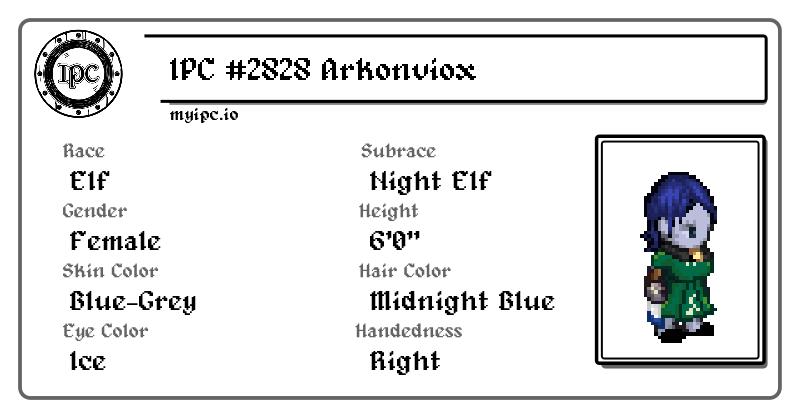 IPC
IPC #2828 Arkonviox
myipc.io
Race
Subrace
Elf
Night Elf
Gender
Height
Female
6'0"
Skin Color
Hair Color
Blue-Grey
Midnight Blue
Eye Color
Handedness
Ice
Right